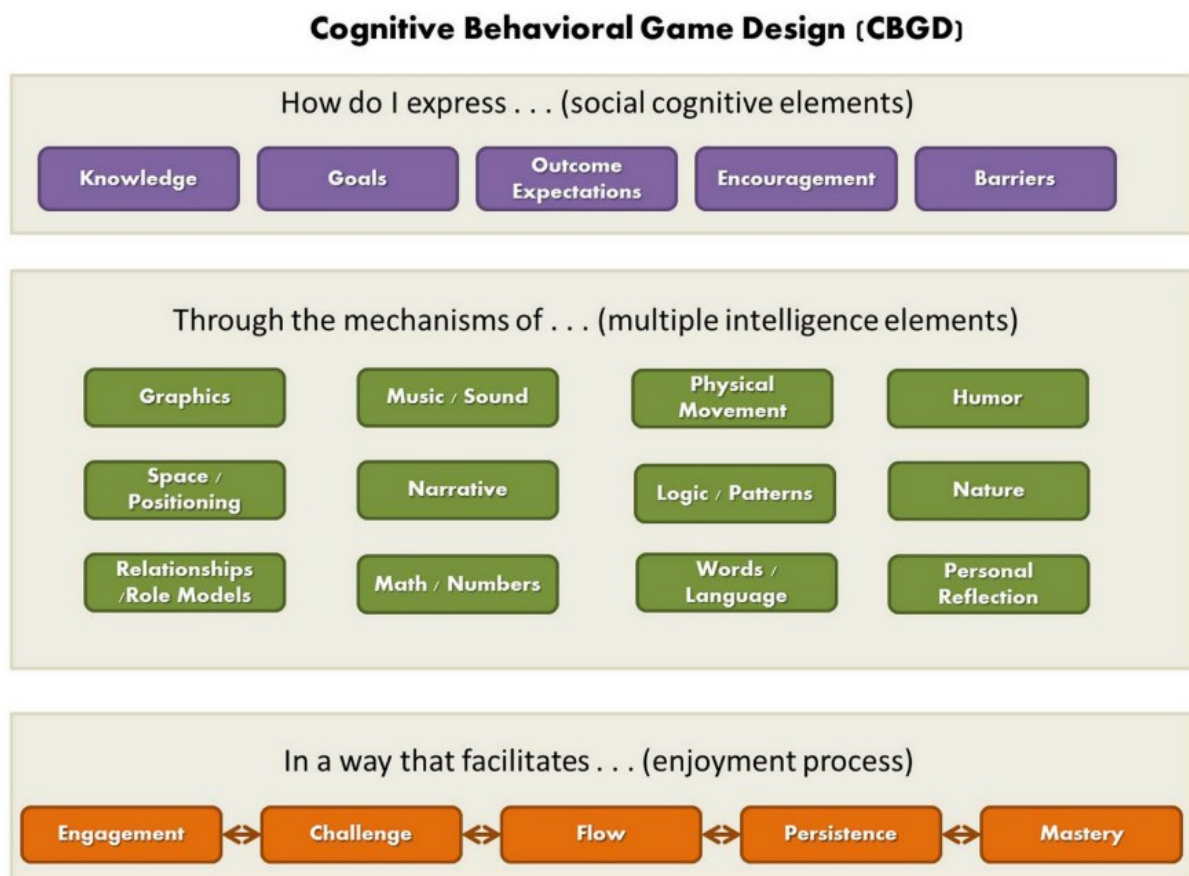 Cognitive Behavioral Game Design (CBGD)
How do I express . . . (social cognitive elements)
Knowledge
Goals
Outcome
Expectations
Encouragement
Barriers
Through the mechanisms of . . . (multiple intelligence elements)
Graphics
Music / Sound
Physical
Movement
Humor
Space /
Positioning
Narrative
Logic / Patterns
Nature
Relationships
/Role Models
Math / Numbers
Words /
Language
Personal
Reflection
In a way that facilitates . . . (enjoyment process)
Engagement
Challenge
Flow
Persistence
Mastery